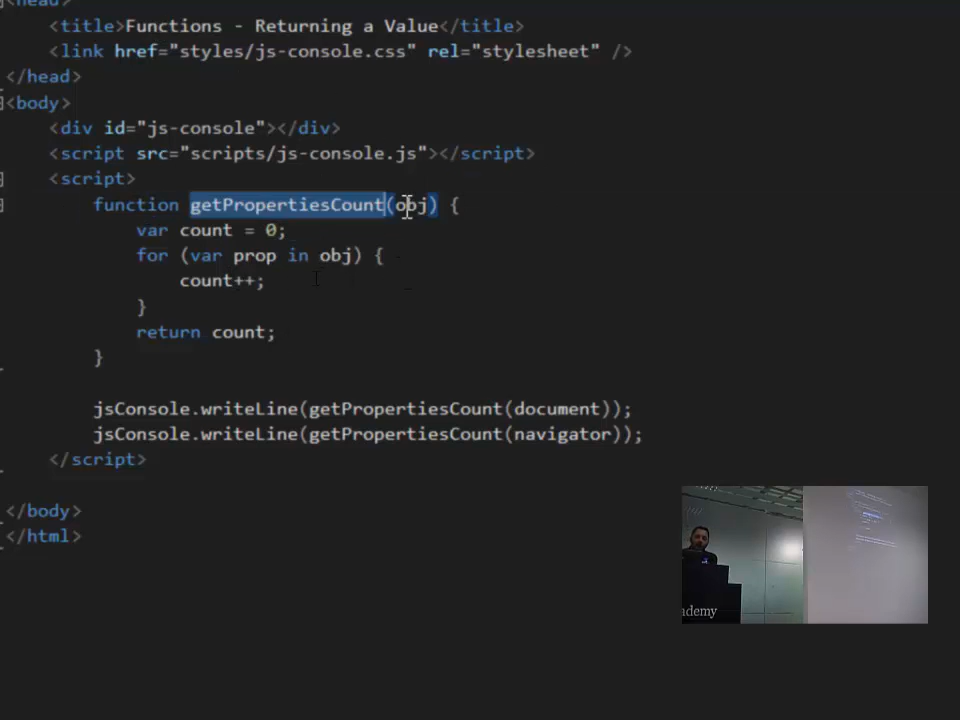 <head>
<title>Functions - Returning a Value</title>
<link href="styles/js-console.css" rel="stylesheet" />
</head>
<body>
<div id="js-console"></div>
<script src="scripts/js-console.js"></script>
<script>
function getPropertiesCount(obj) {
var count = 0;
for (var prop in obj) {
count++;
}
return count;
}
jsConsole.writeLine(getPropertiesCount(document));
jsConsole.writeLine(getPropertiesCount(navigator));
</script>
</body>
</html>
ademy